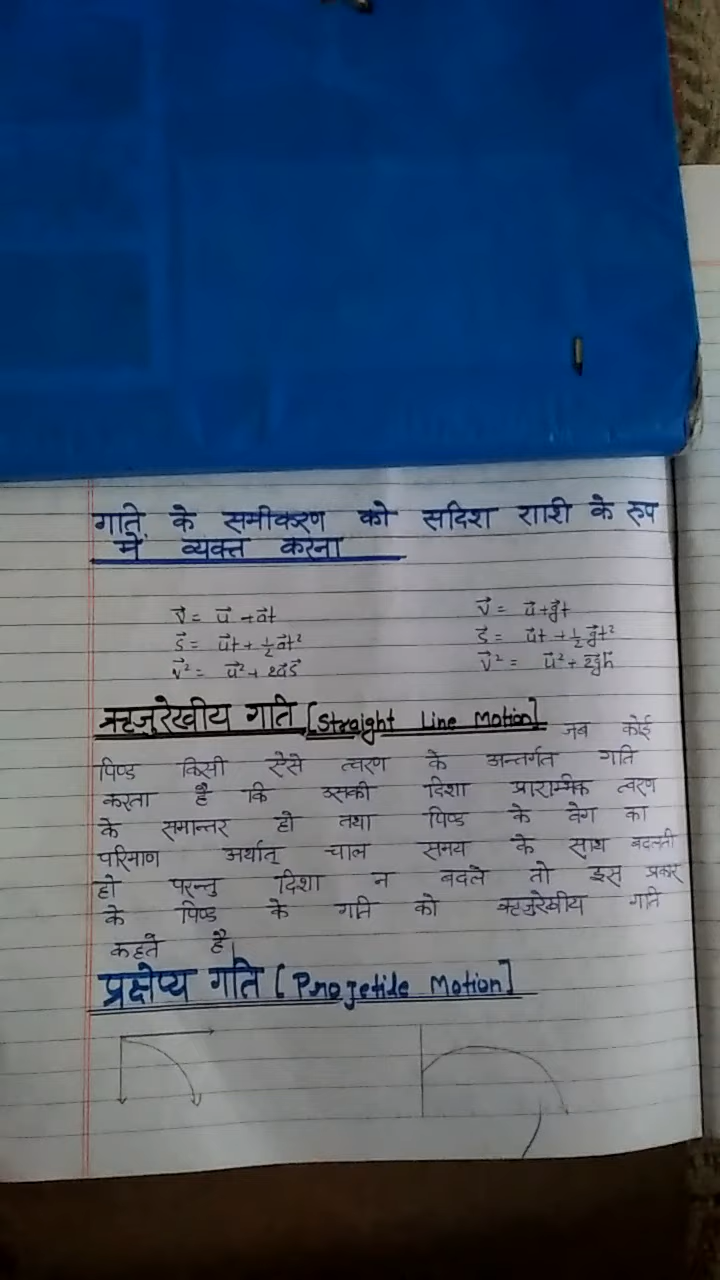 गति के समीकरण को सदिश राशी के रुप
में व्यक्त करना
v⃗ = u⃗ + a⃗t
s⃗ = u⃗t + ½a⃗t²
v⃗² = u⃗² + 2a⃗s⃗
v⃗ = u⃗ + g⃗t
s⃗ = u⃗t + ½g⃗t²
v⃗² = u⃗² + 2g⃗h⃗
ऋजुरेखीय गति [Straight Line Motion] जब कोई
पिण्ड किसी ऐसे त्वरण के अन्तर्गत गति
करता है कि उसकी दिशा प्रारम्भिक त्वरण
के समान्तर हो तथा पिण्ड के वेग का
परिमाण अर्थात् चाल समय के साथ बदलती
हो परन्तु दिशा न बदले तो इस प्रकार
के पिण्ड के गति को ऋजुरेखीय गति
कहते है।
प्रक्षेप्य गति [Projetile Motion]